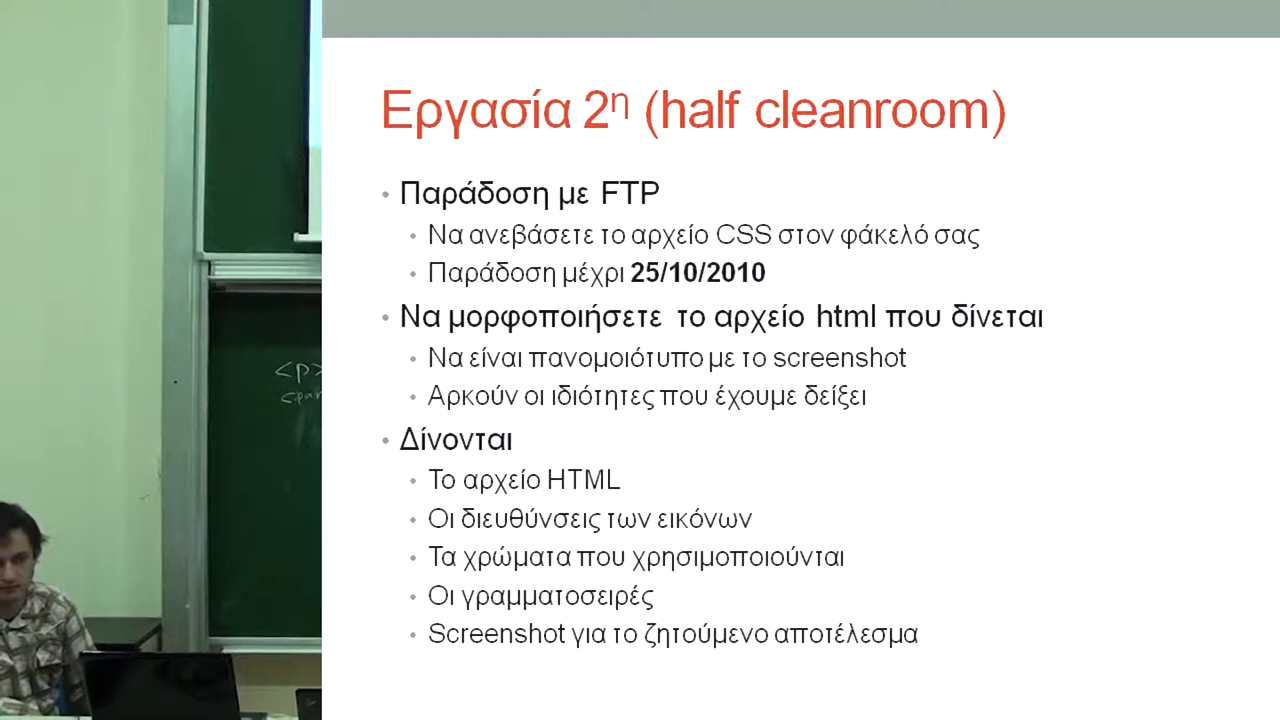 Εργασία 2η (half cleanroom)
• Παράδοση με FTP
• Να ανεβάσετε το αρχείο CSS στον φάκελό σας
• Παράδοση μέχρι 25/10/2010
• Να μορφοποιήσετε το αρχείο html που δίνεται
• Να είναι πανομοιότυπο με το screenshot
• Αρκούν οι ιδιότητες που έχουμε δείξει
• Δίνονται
• Το αρχείο HTML
• Οι διευθύνσεις των εικόνων
• Τα χρώματα που χρησιμοποιούνται
• Οι γραμματοσειρές
• Screenshot για το ζητούμενο αποτέλεσμα
<p>